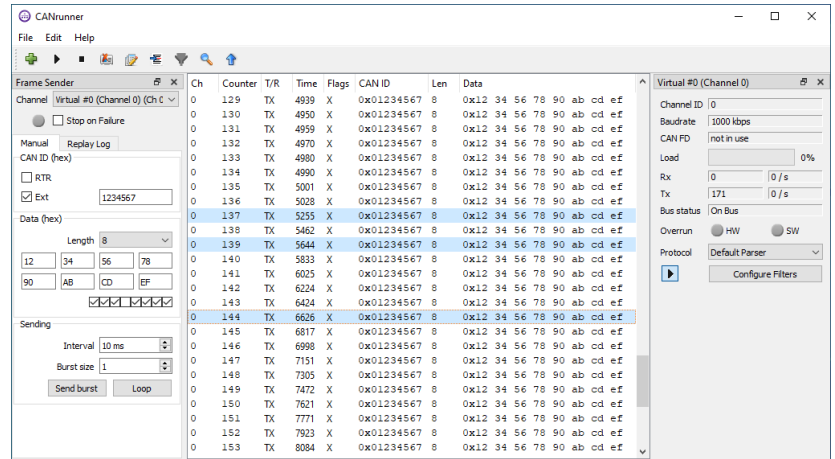 CANrunner
File Edit Help
Frame Sender
Channel Virtual #0 (Channel 0) (Ch 0
Stop on Failure
Manual Replay Log
CAN ID (hex)
RTR
Ext 1234567
Data (hex)
Length 8
12 34 56 78
90 AB CD EF
Sending
Interval 10 ms
Burst size 1
Send burst Loop
Ch Counter T/R Time Flags CAN ID Len Data
0 129 TX 4939 X 0x01234567 8 0x12 34 56 78 90 ab cd ef
0 130 TX 4950 X 0x01234567 8 0x12 34 56 78 90 ab cd ef
0 131 TX 4959 X 0x01234567 8 0x12 34 56 78 90 ab cd ef
0 132 TX 4970 X 0x01234567 8 0x12 34 56 78 90 ab cd ef
0 133 TX 4980 X 0x01234567 8 0x12 34 56 78 90 ab cd ef
0 134 TX 4990 X 0x01234567 8 0x12 34 56 78 90 ab cd ef
0 135 TX 5001 X 0x01234567 8 0x12 34 56 78 90 ab cd ef
0 136 TX 5028 X 0x01234567 8 0x12 34 56 78 90 ab cd ef
0 137 TX 5255 X 0x01234567 8 0x12 34 56 78 90 ab cd ef
0 138 TX 5462 X 0x01234567 8 0x12 34 56 78 90 ab cd ef
0 139 TX 5644 X 0x01234567 8 0x12 34 56 78 90 ab cd ef
0 140 TX 5833 X 0x01234567 8 0x12 34 56 78 90 ab cd ef
0 141 TX 6025 X 0x01234567 8 0x12 34 56 78 90 ab cd ef
0 142 TX 6224 X 0x01234567 8 0x12 34 56 78 90 ab cd ef
0 143 TX 6424 X 0x01234567 8 0x12 34 56 78 90 ab cd ef
0 144 TX 6626 X 0x01234567 8 0x12 34 56 78 90 ab cd ef
0 145 TX 6817 X 0x01234567 8 0x12 34 56 78 90 ab cd ef
0 146 TX 6998 X 0x01234567 8 0x12 34 56 78 90 ab cd ef
0 147 TX 7151 X 0x01234567 8 0x12 34 56 78 90 ab cd ef
0 148 TX 7305 X 0x01234567 8 0x12 34 56 78 90 ab cd ef
0 149 TX 7472 X 0x01234567 8 0x12 34 56 78 90 ab cd ef
0 150 TX 7621 X 0x01234567 8 0x12 34 56 78 90 ab cd ef
0 151 TX 7771 X 0x01234567 8 0x12 34 56 78 90 ab cd ef
0 152 TX 7923 X 0x01234567 8 0x12 34 56 78 90 ab cd ef
0 153 TX 8084 X 0x01234567 8 0x12 34 56 78 90 ab cd ef
Virtual #0 (Channel 0)
Channel ID 0
Baudrate 1000 kbps
CAN FD not in use
Load 0%
Rx 0 0 / s
Tx 171 0 / s
Bus status On Bus
Overrun HW SW
Protocol Default Parser
Configure Filters